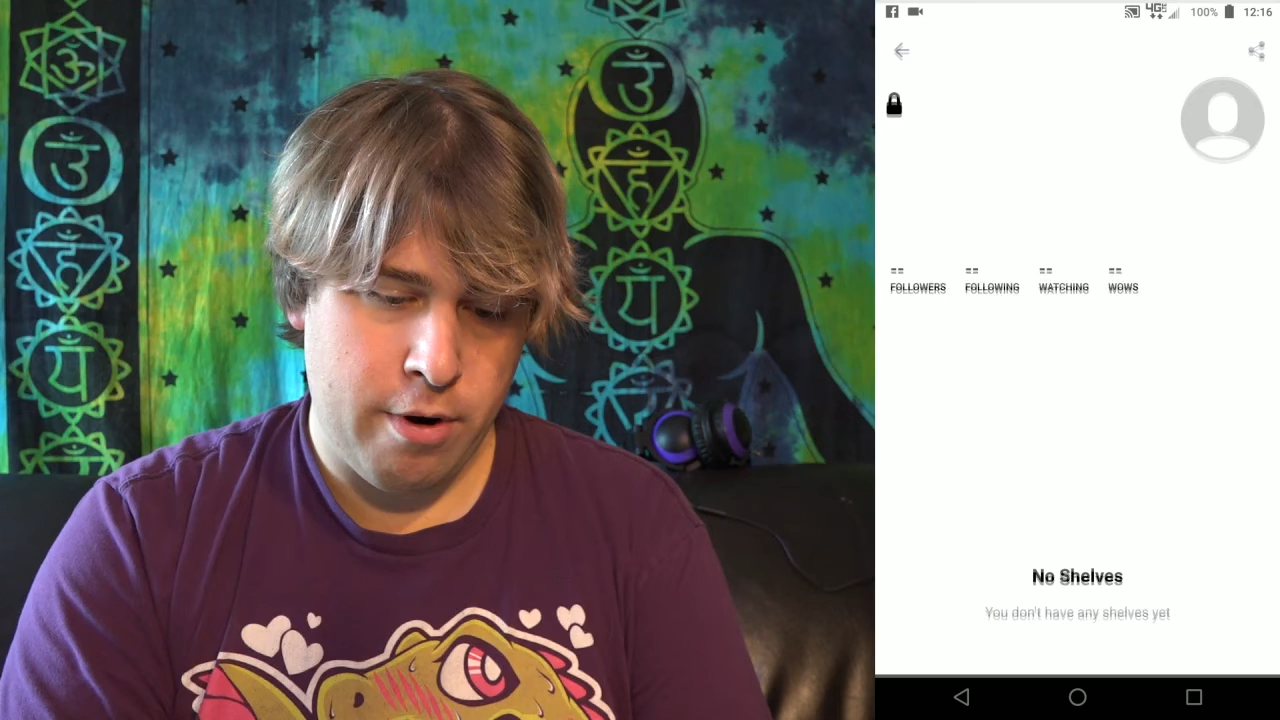 ॐ
4G
100%
12:16
FOLLOWERS
FOLLOWING
WATCHING
WOWS
No Shelves
You don't have any shelves yet
यं
यं